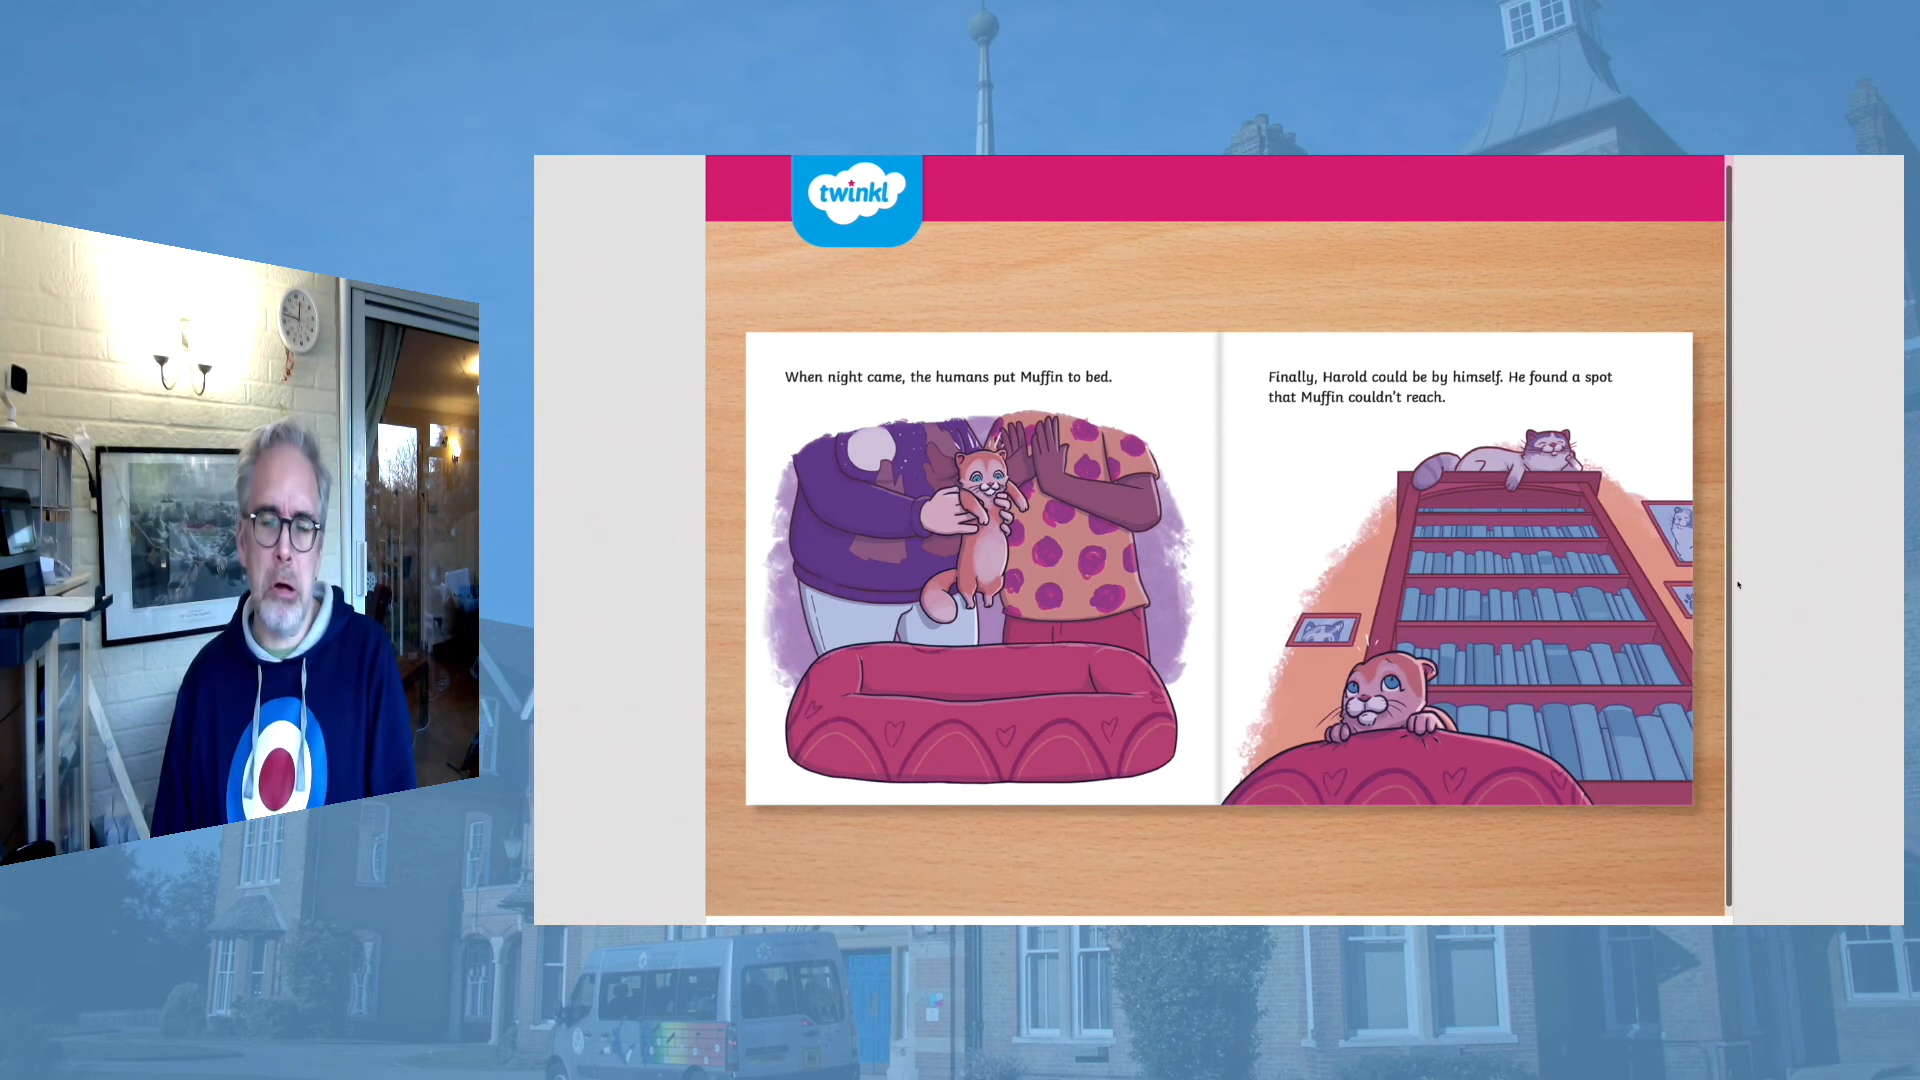 twinkl
When night came, the humans put Muffin to bed.
Finally, Harold could be by himself. He found a spot
that Muffin couldn't reach.